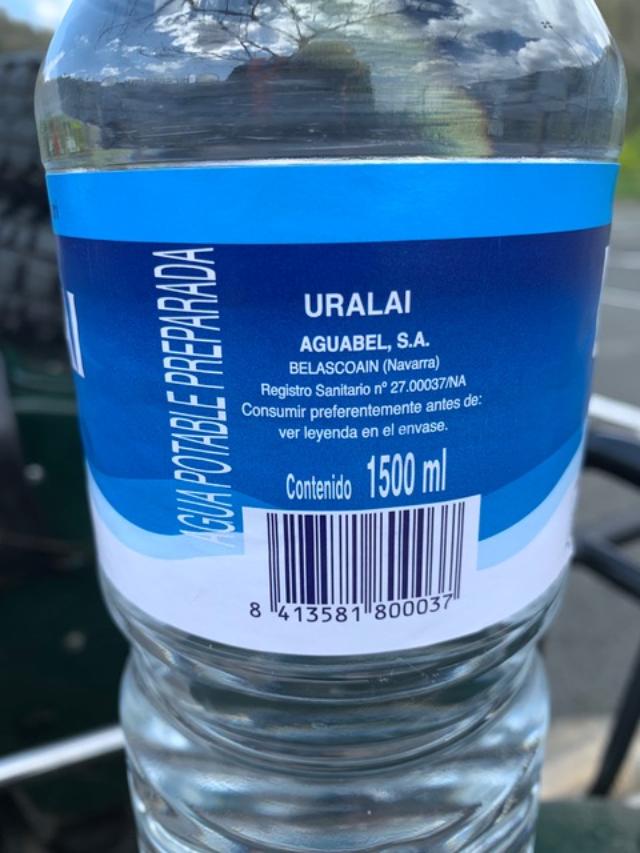 AGUA POTABLE PREPARADA
URALAI
AGUABEL, S.A.
BELASCOAIN (Navarra)
Registro Sanitario nº 27.00037/NA
Consumir preferentemente antes de:
ver leyenda en el envase.
Contenido 1500 ml
8 413581 800037